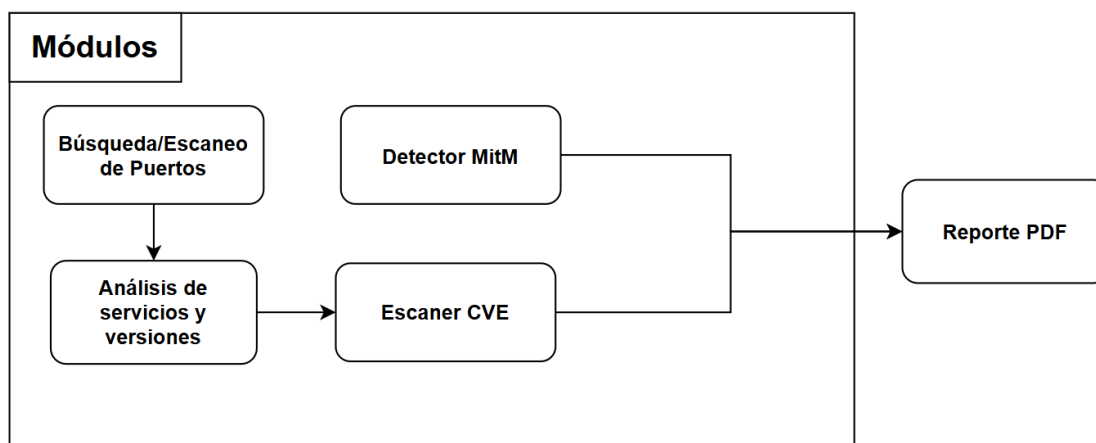 Módulos
Búsqueda/Escaneo
de Puertos
Detector MitM
Reporte PDF
Análisis de
servicios y
versiones
Escaner CVE